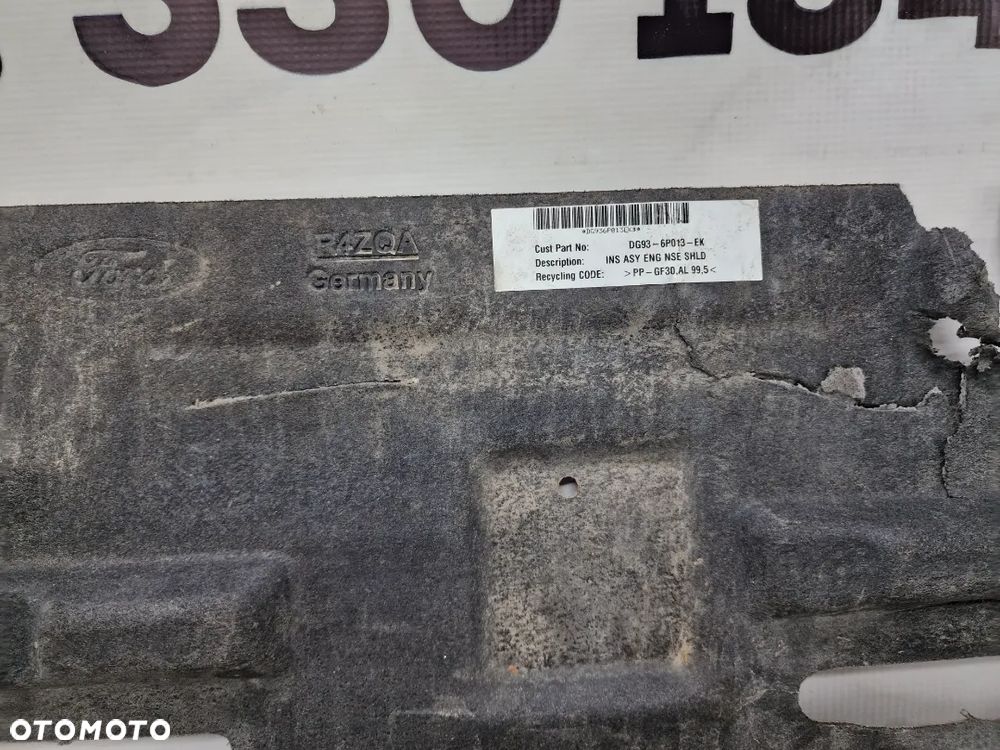 Ford
R4ZQA
Germany
*DG936P013EK**
Cust Part No: DG93-6P013-EK
Description: INS ASY ENG NSE SHLD
Recycling CODE: >PP-GF30.AL 99,5<
OTOMOTO